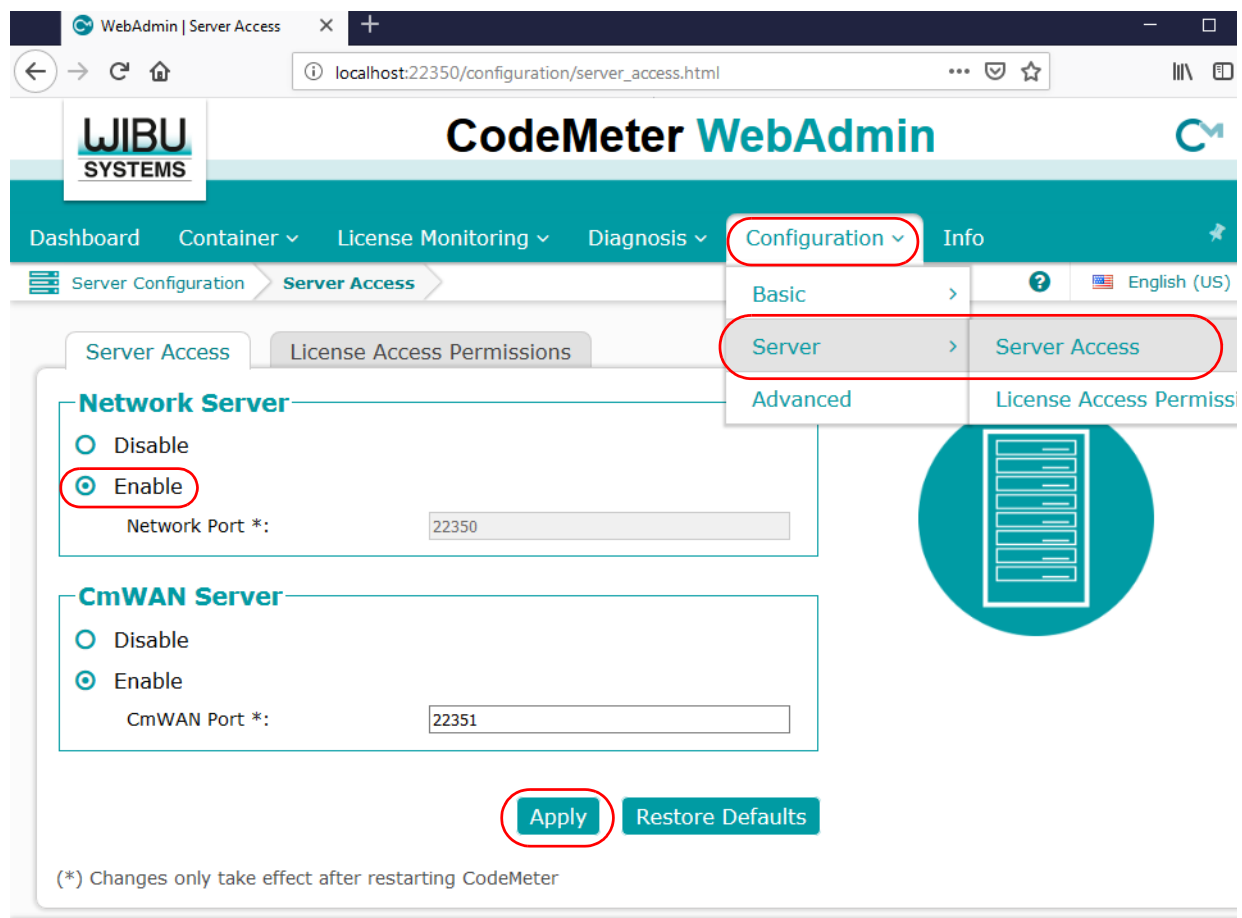 WebAdmin | Server Access
localhost:22350/configuration/server_access.html
WIBU
SYSTEMS
CodeMeter WebAdmin
CM
Dashboard Container License Monitoring Diagnosis Configuration Info
Server Configuration Server Access
English (US)
Basic
Server
Server Access
Advanced
License Access Permissi
Server Access
License Access Permissions
Network Server
Disable
Enable
Network Port *:
22350
CmWAN Server
Disable
Enable
CmWAN Port *:
22351
Apply
Restore Defaults
(*) Changes only take effect after restarting CodeMeter